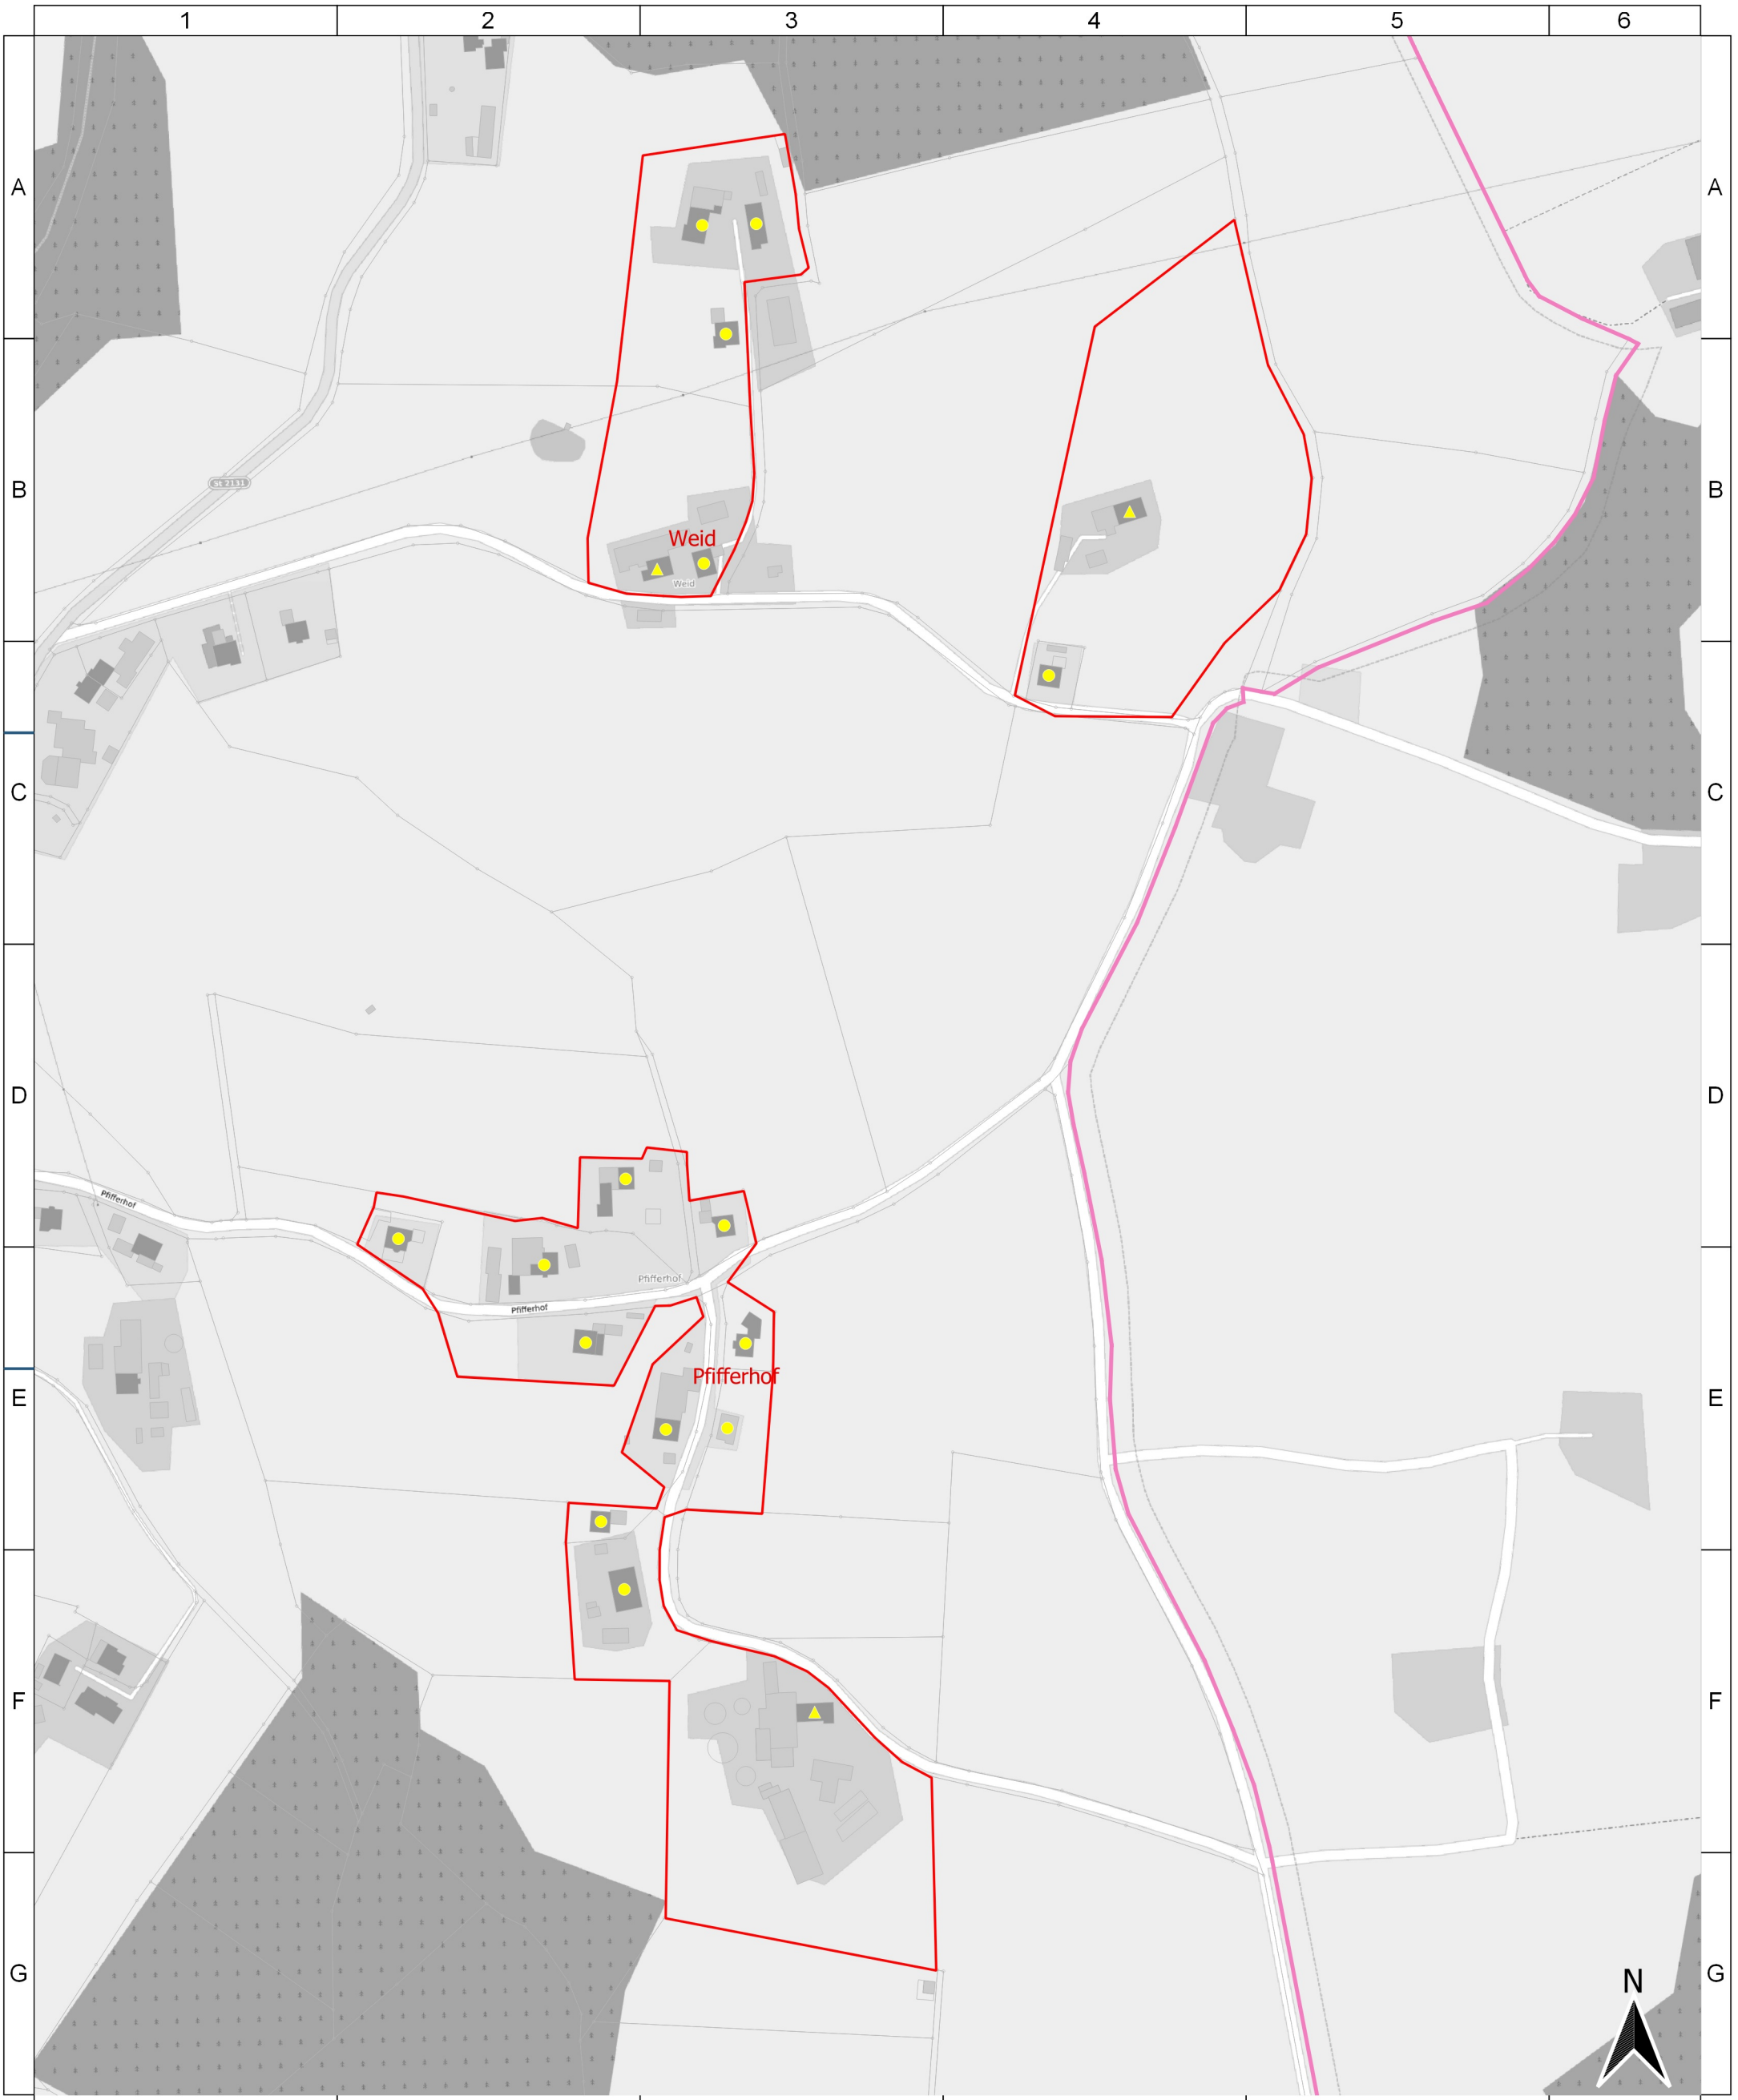 1 2 3 4 5 6
A A
St 2131
B B
Weid
Weid
C C
D D
Pfifferhof
Pfifferhof
Pfifferhof
Pfifferhof
E E
F F
N
G G